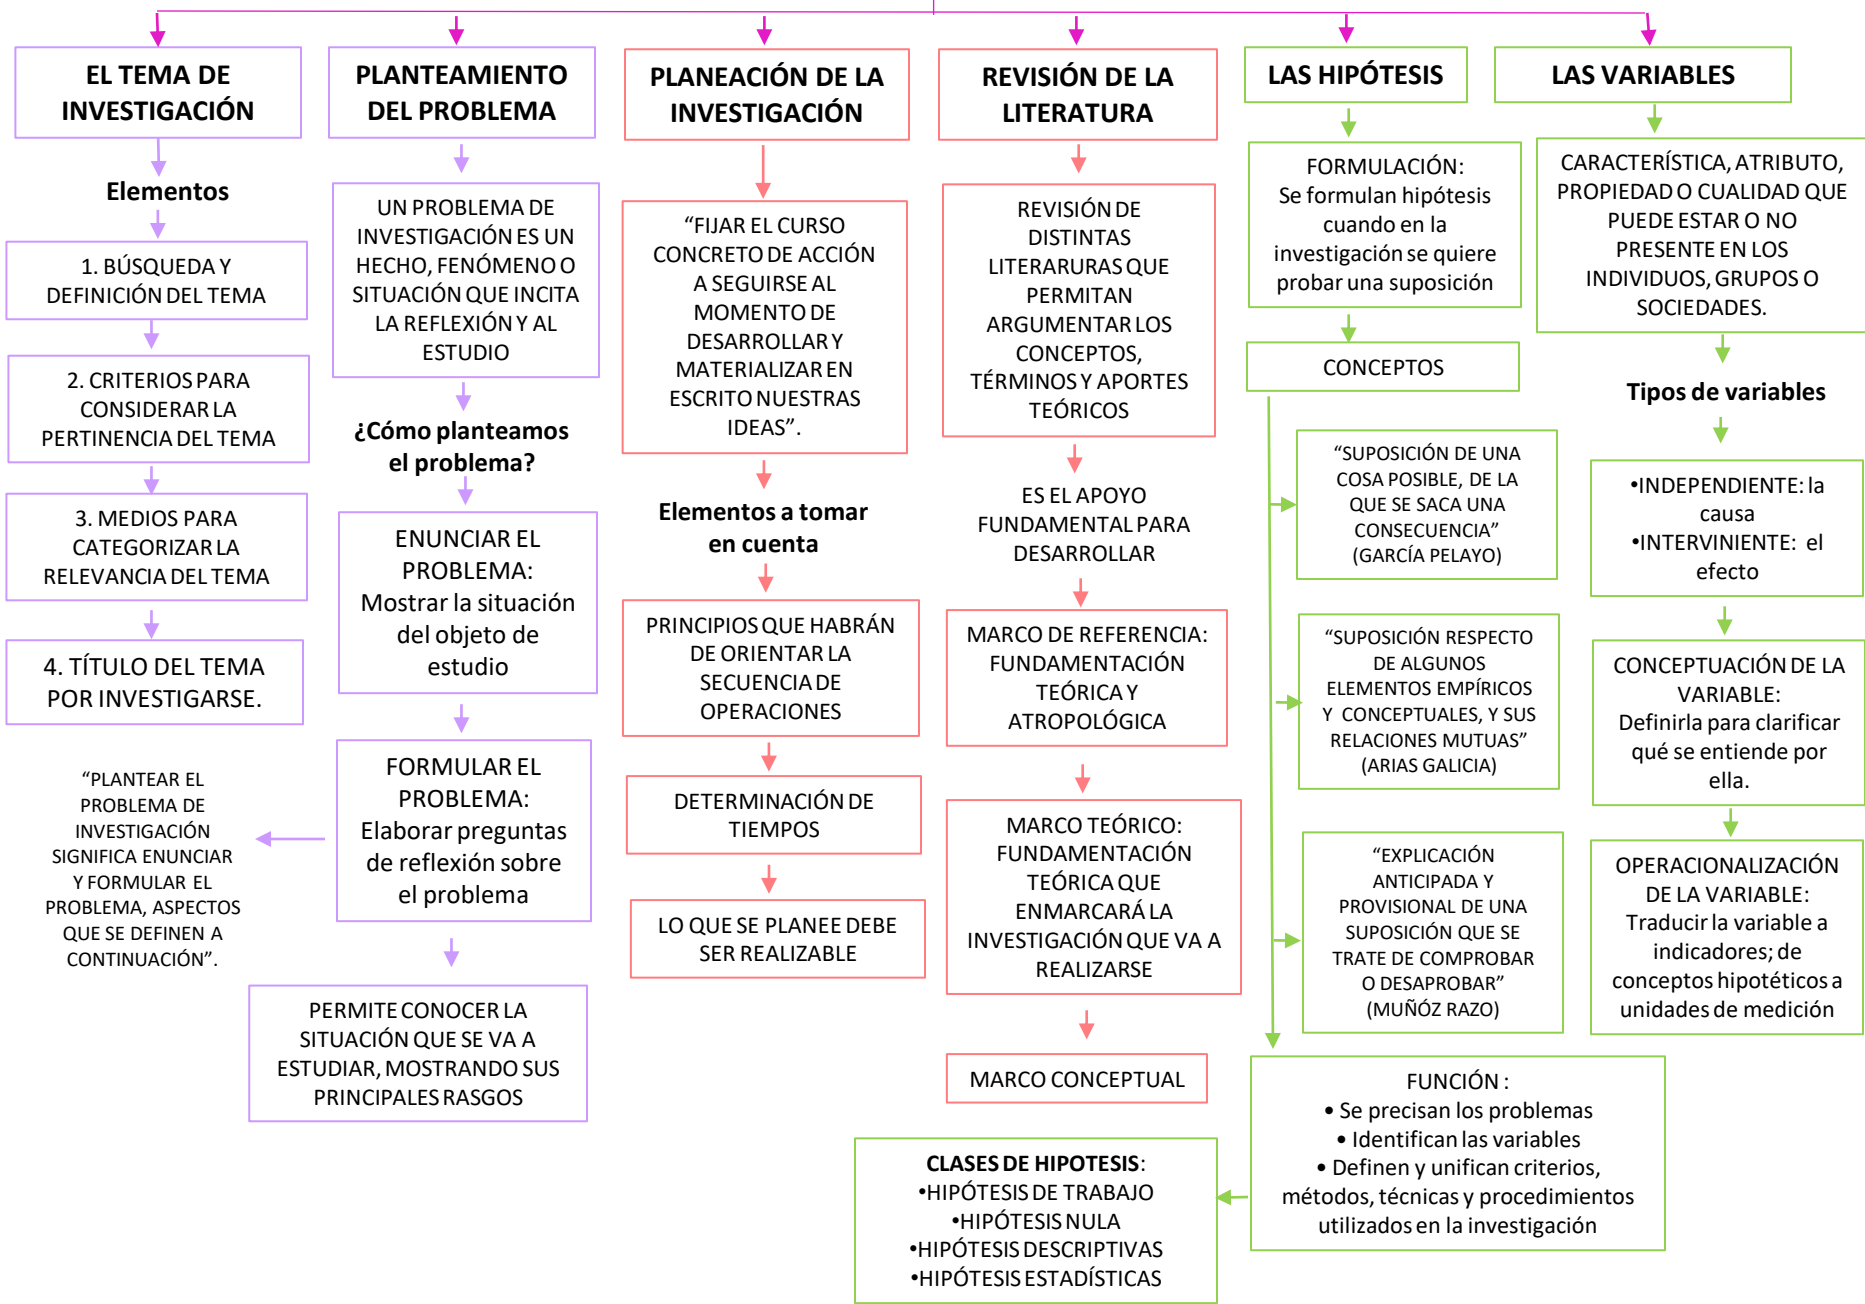 EL TEMA DE
INVESTIGACIÓN
Elementos
1. BÚSQUEDA Y
DEFINICIÓN DEL TEMA
2. CRITERIOS PARA
CONSIDERAR LA
PERTINENCIA DEL TEMA
3. MEDIOS PARA
CATEGORIZAR LA
RELEVANCIA DEL TEMA
4. TÍTULO DEL TEMA
POR INVESTIGARSE.
PLANTEAMIENTO
DEL PROBLEMA
UN PROBLEMA DE
INVESTIGACIÓN ES UN
HECHO, FENÓMENO O
SITUACIÓN QUE INCITA
LA REFLEXIÓN Y AL
ESTUDIO
¿Cómo planteamos
el problema?
ENUNCIAR EL
PROBLEMA:
Mostrar la situación
del objeto de
estudio
FORMULAR EL
PROBLEMA:
Elaborar preguntas
de reflexión sobre
el problema
“PLANTEAR EL
PROBLEMA DE
INVESTIGACIÓN
SIGNIFICA ENUNCIAR
Y FORMULAR EL
PROBLEMA, ASPECTOS
QUE SE DEFINEN A
CONTINUACIÓN”.
PERMITE CONOCER LA
SITUACIÓN QUE SE VA A
ESTUDIAR, MOSTRANDO SUS
PRINCIPALES RASGOS
PLANEACIÓN DE LA
INVESTIGACIÓN
“FIJAR EL CURSO
CONCRETO DE ACCIÓN
A SEGUIRSE AL
MOMENTO DE
DESARROLLAR Y
MATERIALIZAR EN
ESCRITO NUESTRAS
IDEAS”.
Elementos a tomar
en cuenta
PRINCIPIOS QUE HABRÁN
DE ORIENTAR LA
SECUENCIA DE
OPERACIONES
DETERMINACIÓN DE
TIEMPOS
LO QUE SE PLANEE DEBE
SER REALIZABLE
REVISIÓN DE LA
LITERATURA
REVISIÓN DE
DISTINTAS
LITERARURAS QUE
PERMITAN
ARGUMENTAR LOS
CONCEPTOS,
TÉRMINOS Y APORTES
TEÓRICOS
ES EL APOYO
FUNDAMENTAL PARA
DESARROLLAR
MARCO DE REFERENCIA:
FUNDAMENTACIÓN
TEÓRICA Y
ATROPOLÓGICA
MARCO TEÓRICO:
FUNDAMENTACIÓN
TEÓRICA QUE
ENMARCARÁ LA
INVESTIGACIÓN QUE VA A
REALIZARSE
MARCO CONCEPTUAL
LAS HIPÓTESIS
FORMULACIÓN:
Se formulan hipótesis
cuando en la
investigación se quiere
probar una suposición
CONCEPTOS
“SUPOSICIÓN DE UNA
COSA POSIBLE, DE LA
QUE SE SACA UNA
CONSECUENCIA”
(GARCÍA PELAYO)
“SUPOSICIÓN RESPECTO
DE ALGUNOS
ELEMENTOS EMPÍRICOS
Y CONCEPTUALES, Y SUS
RELACIONES MUTUAS”
(ARIAS GALICIA)
“EXPLICACIÓN
ANTICIPADA Y
PROVISIONAL DE UNA
SUPOSICIÓN QUE SE
TRATE DE COMPROBAR
O DESAPROBAR”
(MUÑÓZ RAZO)
FUNCIÓN :
• Se precisan los problemas
• Identifican las variables
• Definen y unifican criterios,
métodos, técnicas y procedimientos
utilizados en la investigación
CLASES DE HIPOTESIS:
•HIPÓTESIS DE TRABAJO
•HIPÓTESIS NULA
•HIPÓTESIS DESCRIPTIVAS
•HIPÓTESIS ESTADÍSTICAS
LAS VARIABLES
CARACTERÍSTICA, ATRIBUTO,
PROPIEDAD O CUALIDAD QUE
PUEDE ESTAR O NO
PRESENTE EN LOS
INDIVIDUOS, GRUPOS O
SOCIEDADES.
Tipos de variables
•INDEPENDIENTE: la
causa
•INTERVINIENTE: el
efecto
CONCEPTUACIÓN DE LA
VARIABLE:
Definirla para clarificar
qué se entiende por
ella.
OPERACIONALIZACIÓN
DE LA VARIABLE:
Traducir la variable a
indicadores; de
conceptos hipotéticos a
unidades de medición